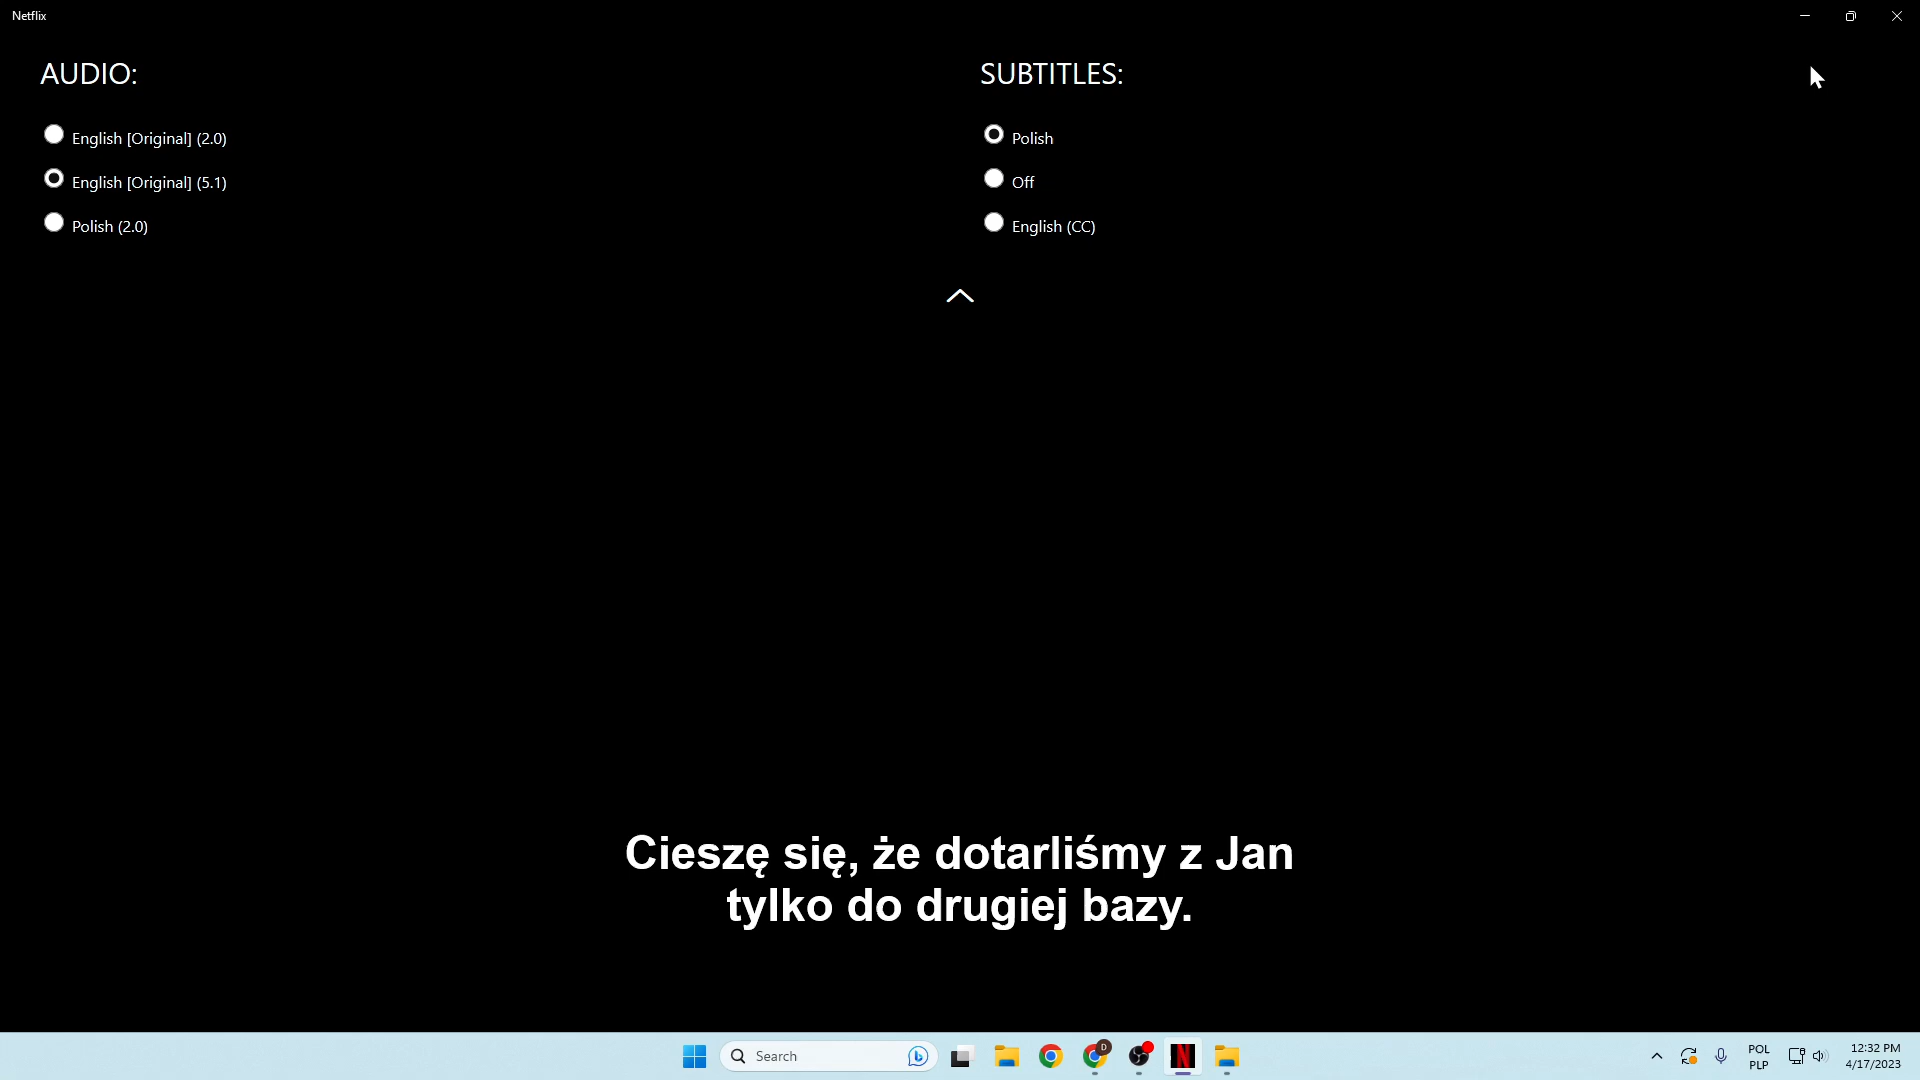 Netflix
AUDIO:
English [Original] (2.0)
English [Original] (5.1)
Polish (2.0)
SUBTITLES:
Polish
Off
English (CC)
Cieszę się, że dotarliśmy z Jan
tylko do drugiej bazy.
Search
D
N
POL
PLP
12:32 PM
4/17/2023